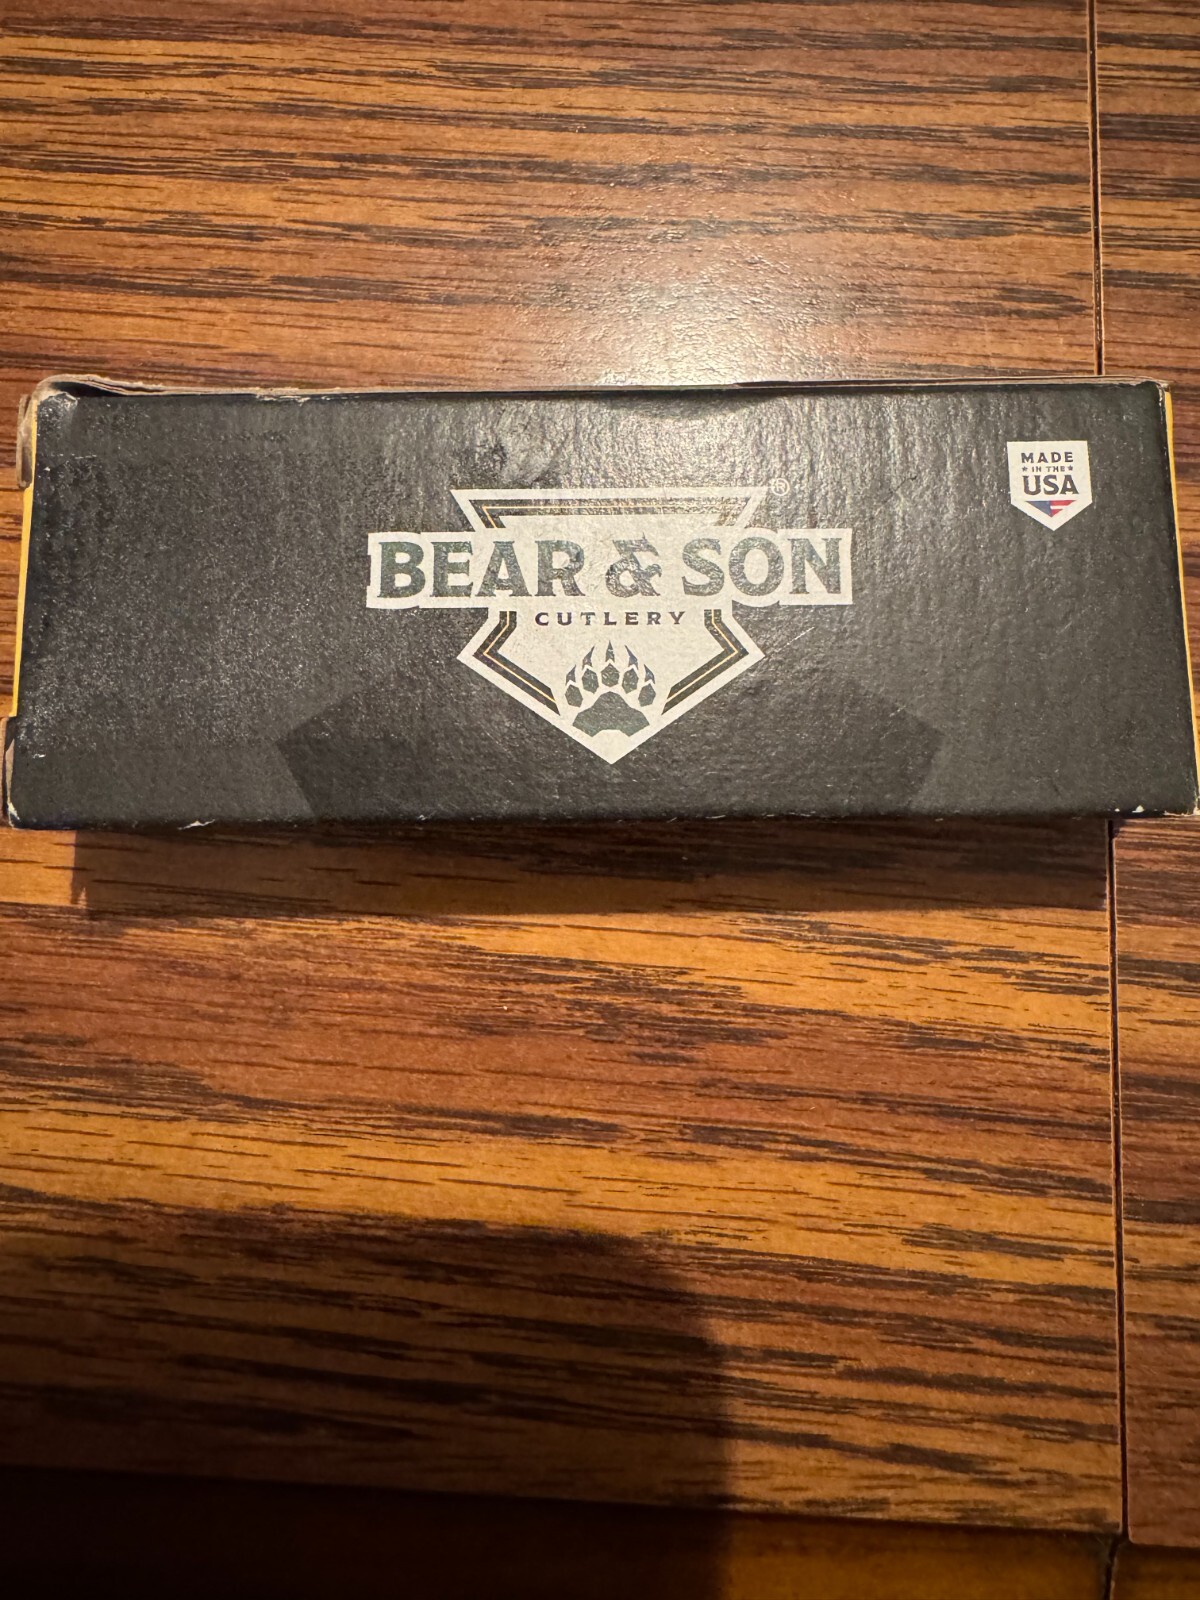 MADE
IN THE
USA
®
BEAR & SON
CUTLERY